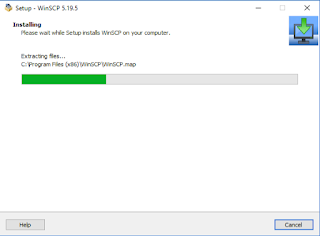 Setup - WinSCP 5.19.5
Installing
Please wait while Setup installs WinSCP on your computer.
Extracting files...
C:\Program Files (x86)\WinSCP\WinSCP.map
Help
Cancel